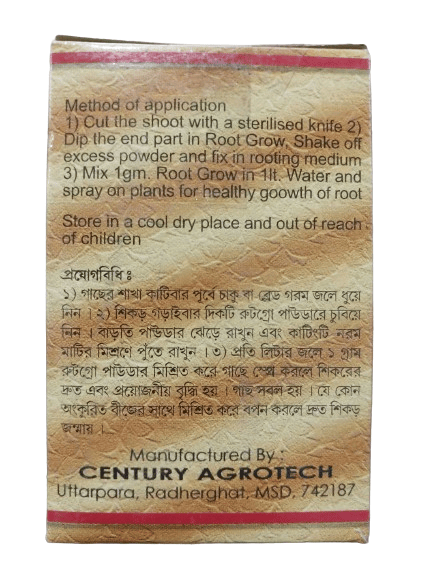 Method of application
1) Cut the shoot with a sterilised knife 2)
Dip the end part in Root Grow, Shake off
excess powder and fix in rooting medium
3) Mix 1gm. Root Grow in 1lt. Water and
spray on plants for healthy goowth of root
Store in a cool dry place and out of reach
of children
প্রযোগবিধি ঃ
১) গাছের শাখা কাটিবার পূর্বে চাকু বা ব্লেড গরম জলে ধুয়ে
নিন । ২) শিকড় গড়াইবার দিকটি রুটগ্রো পাউডারে চুবিয়ে
নিন । বাড়তি পাউডার ঝেড়ে রাখুন এবং কাটিংটি নরম
মাটির মিশ্রণে পুঁতে রাখুন । ৩) প্রতি লিটার জলে ১ গ্রাম
রুটগ্রো পাউডার মিশ্রিত করে গাছে স্প্রে করলে শিকরের
দ্রুত এবং প্রয়োজনীয় বৃদ্ধি হয় । গাছ সবল হয় । যে কোন
অংকুরিত বীজের সাথে মিশ্রিত করে বপন করলে দ্রুত শিকড়
জন্মায় ।
Manufactured By :
CENTURY AGROTECH
Uttarpara, Radherghat, MSD, 742187